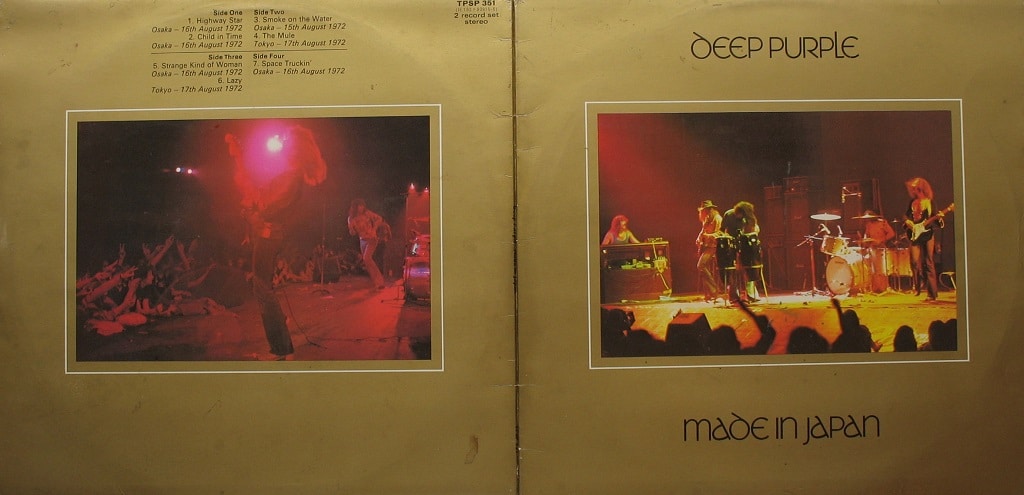 Side One
1. Highway Star
Osaka – 16th August 1972
2. Child in Time
Osaka – 16th August 1972
Side Two
3. Smoke on the Water
Osaka – 15th August 1972
4. The Mule
Tokyo – 17th August 1972
Side Three
5. Strange Kind of Woman
Osaka – 16th August 1972
6. Lazy
Tokyo – 17th August 1972
Side Four
7. Space Truckin'
Osaka – 16th August 1972
TPSP 351
2 record set
stereo
DEEP PURPLE
MADE IN JAPAN